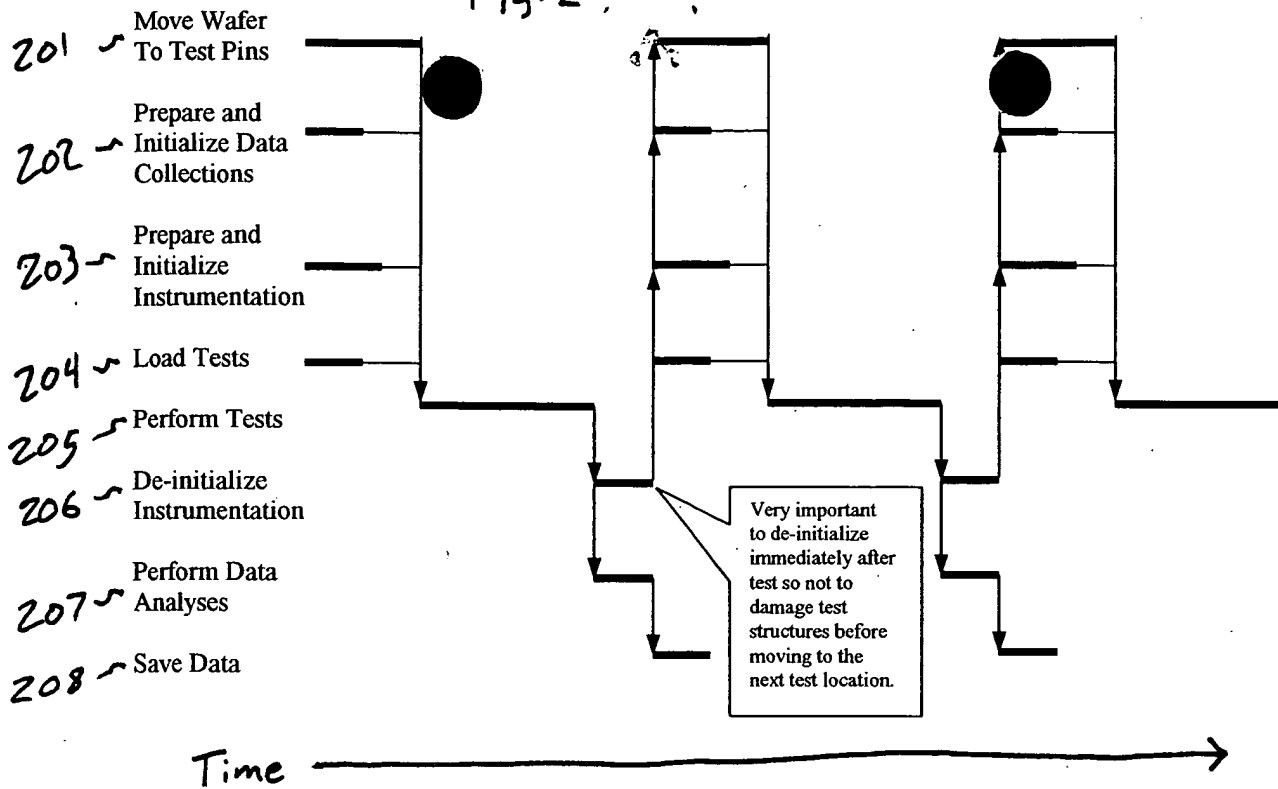 Fig. 2
201 Move Wafer
To Test Pins
202 Prepare and
Initialize Data
Collections
203 Prepare and
Initialize
Instrumentation
204 Load Tests
205 Perform Tests
206 De-initialize
Instrumentation
207 Perform Data
Analyses
208 Save Data
Very important
to de-initialize
immediately after
test so not to
damage test
structures before
moving to the
next test location.
Time